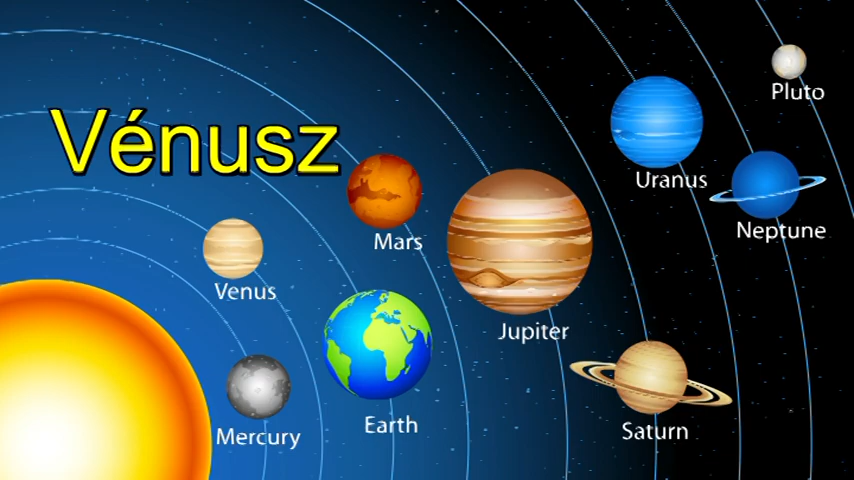 Vénusz
Pluto
Uranus
Neptune
Mars
Venus
Jupiter
Earth
Saturn
Mercury